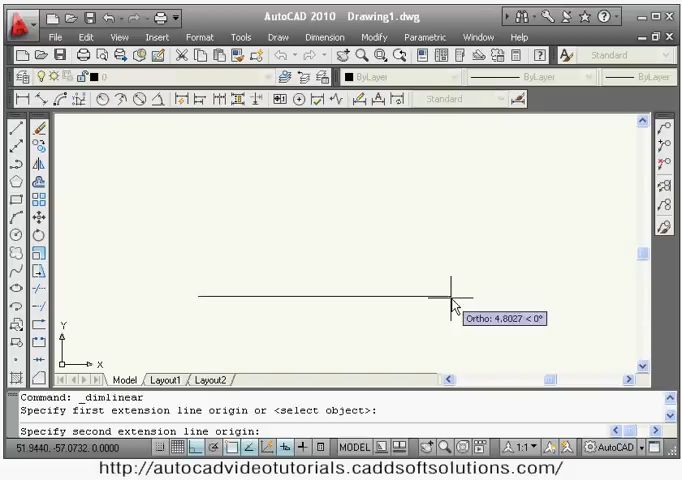 AutoCAD 2010 Drawing1.dwg
File Edit View Insert Format Tools Draw Dimension Modify Parametric Window Help
Standard
0 ByLayer ByLayer ByLayer
Standard
Ortho: 4.8027 < 0°
Y
X
Model Layout1 Layout2
Command: _dimlinear
Specify first extension line origin or <select object>:
Specify second extension line origin:
51.9440, -57.0732, 0.0000 MODEL 1:1 AutoCAD
http://autocadvideotutorials.caddsoftsolutions.com/